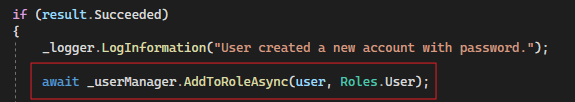 if (result.Succeeded)
{
_logger.LogInformation("User created a new account with password.");
await _userManager.AddToRoleAsync(user, Roles.User);